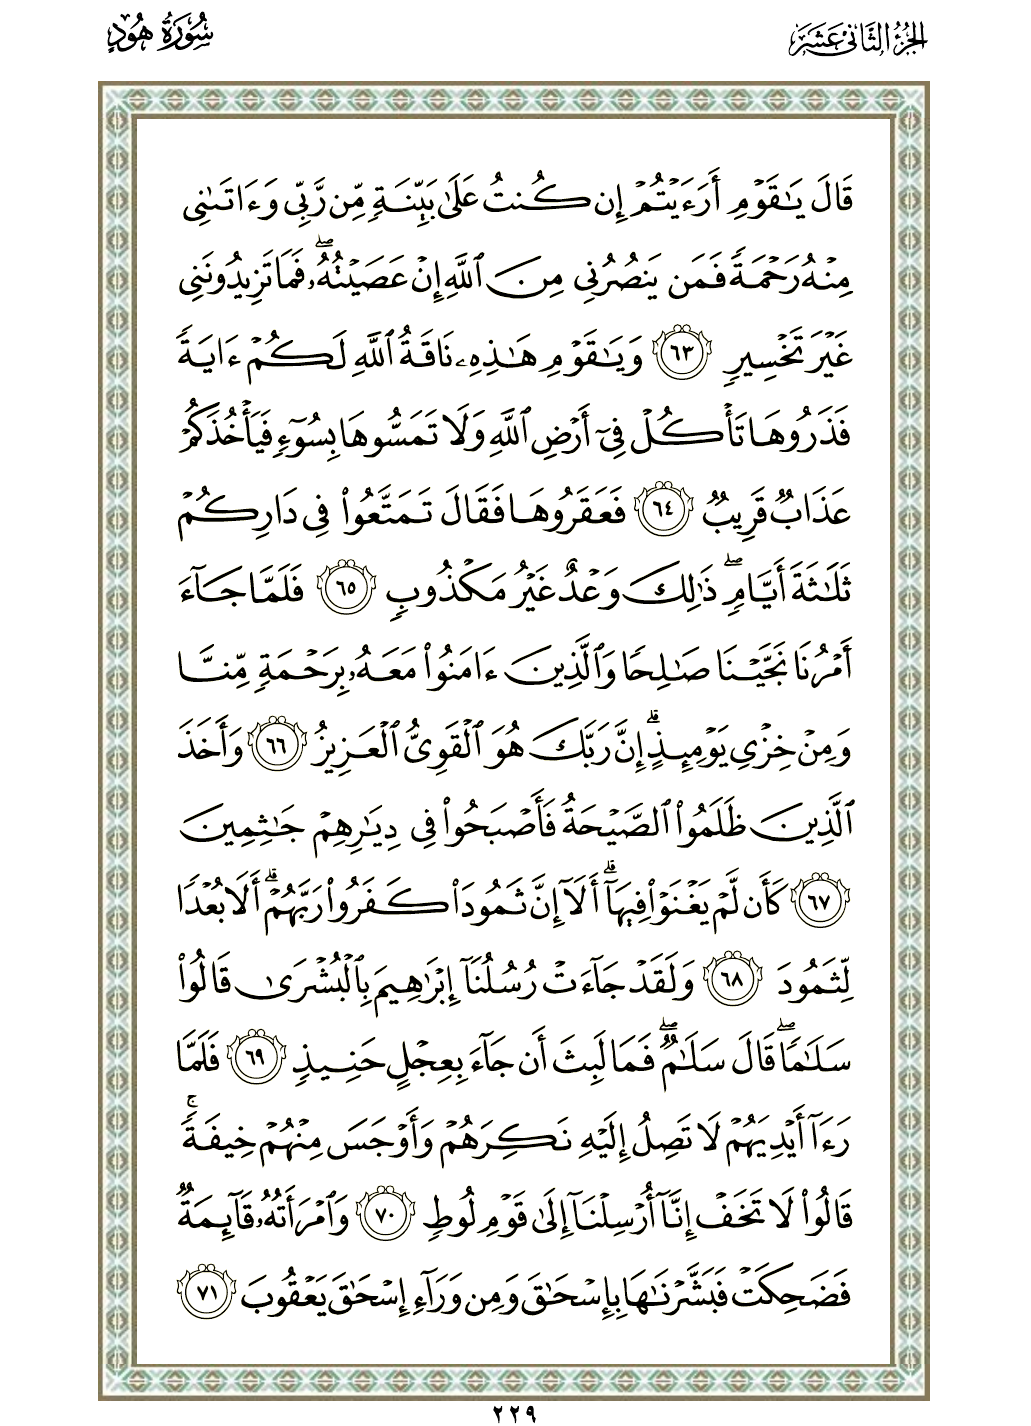 الجزء الثاني عشر
سُورَةُ هُودٍ
قَالَ يَٰقَوْمِ أَرَءَيْتُمْ إِن كُنتُ عَلَىٰ بَيِّنَةٍ مِّن رَّبِّى وَءَاتَىٰنِى
مِنْهُ رَحْمَةً فَمَن يَنصُرُنِى مِنَ ٱللَّهِ إِنْ عَصَيْتُهُۥۖ فَمَا تَزِيدُونَنِى
غَيْرَ تَخْسِيرٍ ٦٣ وَيَٰقَوْمِ هَٰذِهِۦ نَاقَةُ ٱللَّهِ لَكُمْ ءَايَةً
فَذَرُوهَا تَأْكُلْ فِىٓ أَرْضِ ٱللَّهِ وَلَا تَمَسُّوهَا بِسُوٓءٍ فَيَأْخُذَكُمْ
عَذَابٌ قَرِيبٌ ٦٤ فَعَقَرُوهَا فَقَالَ تَمَتَّعُوا۟ فِى دَارِكُمْ
ثَلَٰثَةَ أَيَّامٍۖ ذَٰلِكَ وَعْدٌ غَيْرُ مَكْذُوبٍ ٦٥ فَلَمَّا جَآءَ
أَمْرُنَا نَجَّيْنَا صَٰلِحًا وَٱلَّذِينَ ءَامَنُوا۟ مَعَهُۥ بِرَحْمَةٍ مِّنَّا
وَمِنْ خِزْىِ يَوْمِئِذٍۗ إِنَّ رَبَّكَ هُوَ ٱلْقَوِىُّ ٱلْعَزِيزُ ٦٦ وَأَخَذَ
ٱلَّذِينَ ظَلَمُوا۟ ٱلصَّيْحَةُ فَأَصْبَحُوا۟ فِى دِيَٰرِهِمْ جَٰثِمِينَ
٦٧ كَأَن لَّمْ يَغْنَوْا۟ فِيهَآۗ أَلَآ إِنَّ ثَمُودَا۟ كَفَرُوا۟ رَبَّهُمْۗ أَلَا بُعْدًا
لِّثَمُودَ ٦٨ وَلَقَدْ جَآءَتْ رُسُلُنَآ إِبْرَٰهِيمَ بِٱلْبُشْرَىٰ قَالُوا۟
سَلَٰمًاۖ قَالَ سَلَٰمٌۖ فَمَا لَبِثَ أَن جَآءَ بِعِجْلٍ حَنِيذٍ ٦٩ فَلَمَّا
رَءَآ أَيْدِيَهُمْ لَا تَصِلُ إِلَيْهِ نَكِرَهُمْ وَأَوْجَسَ مِنْهُمْ خِيفَةًۚ
قَالُوا۟ لَا تَخَفْ إِنَّآ أُرْسِلْنَآ إِلَىٰ قَوْمِ لُوطٍ ٧٠ وَٱمْرَأَتُهُۥ قَآئِمَةٌ
فَضَحِكَتْ فَبَشَّرْنَٰهَا بِإِسْحَٰقَ وَمِن وَرَآءِ إِسْحَٰقَ يَعْقُوبَ ٧١
٢٢٩